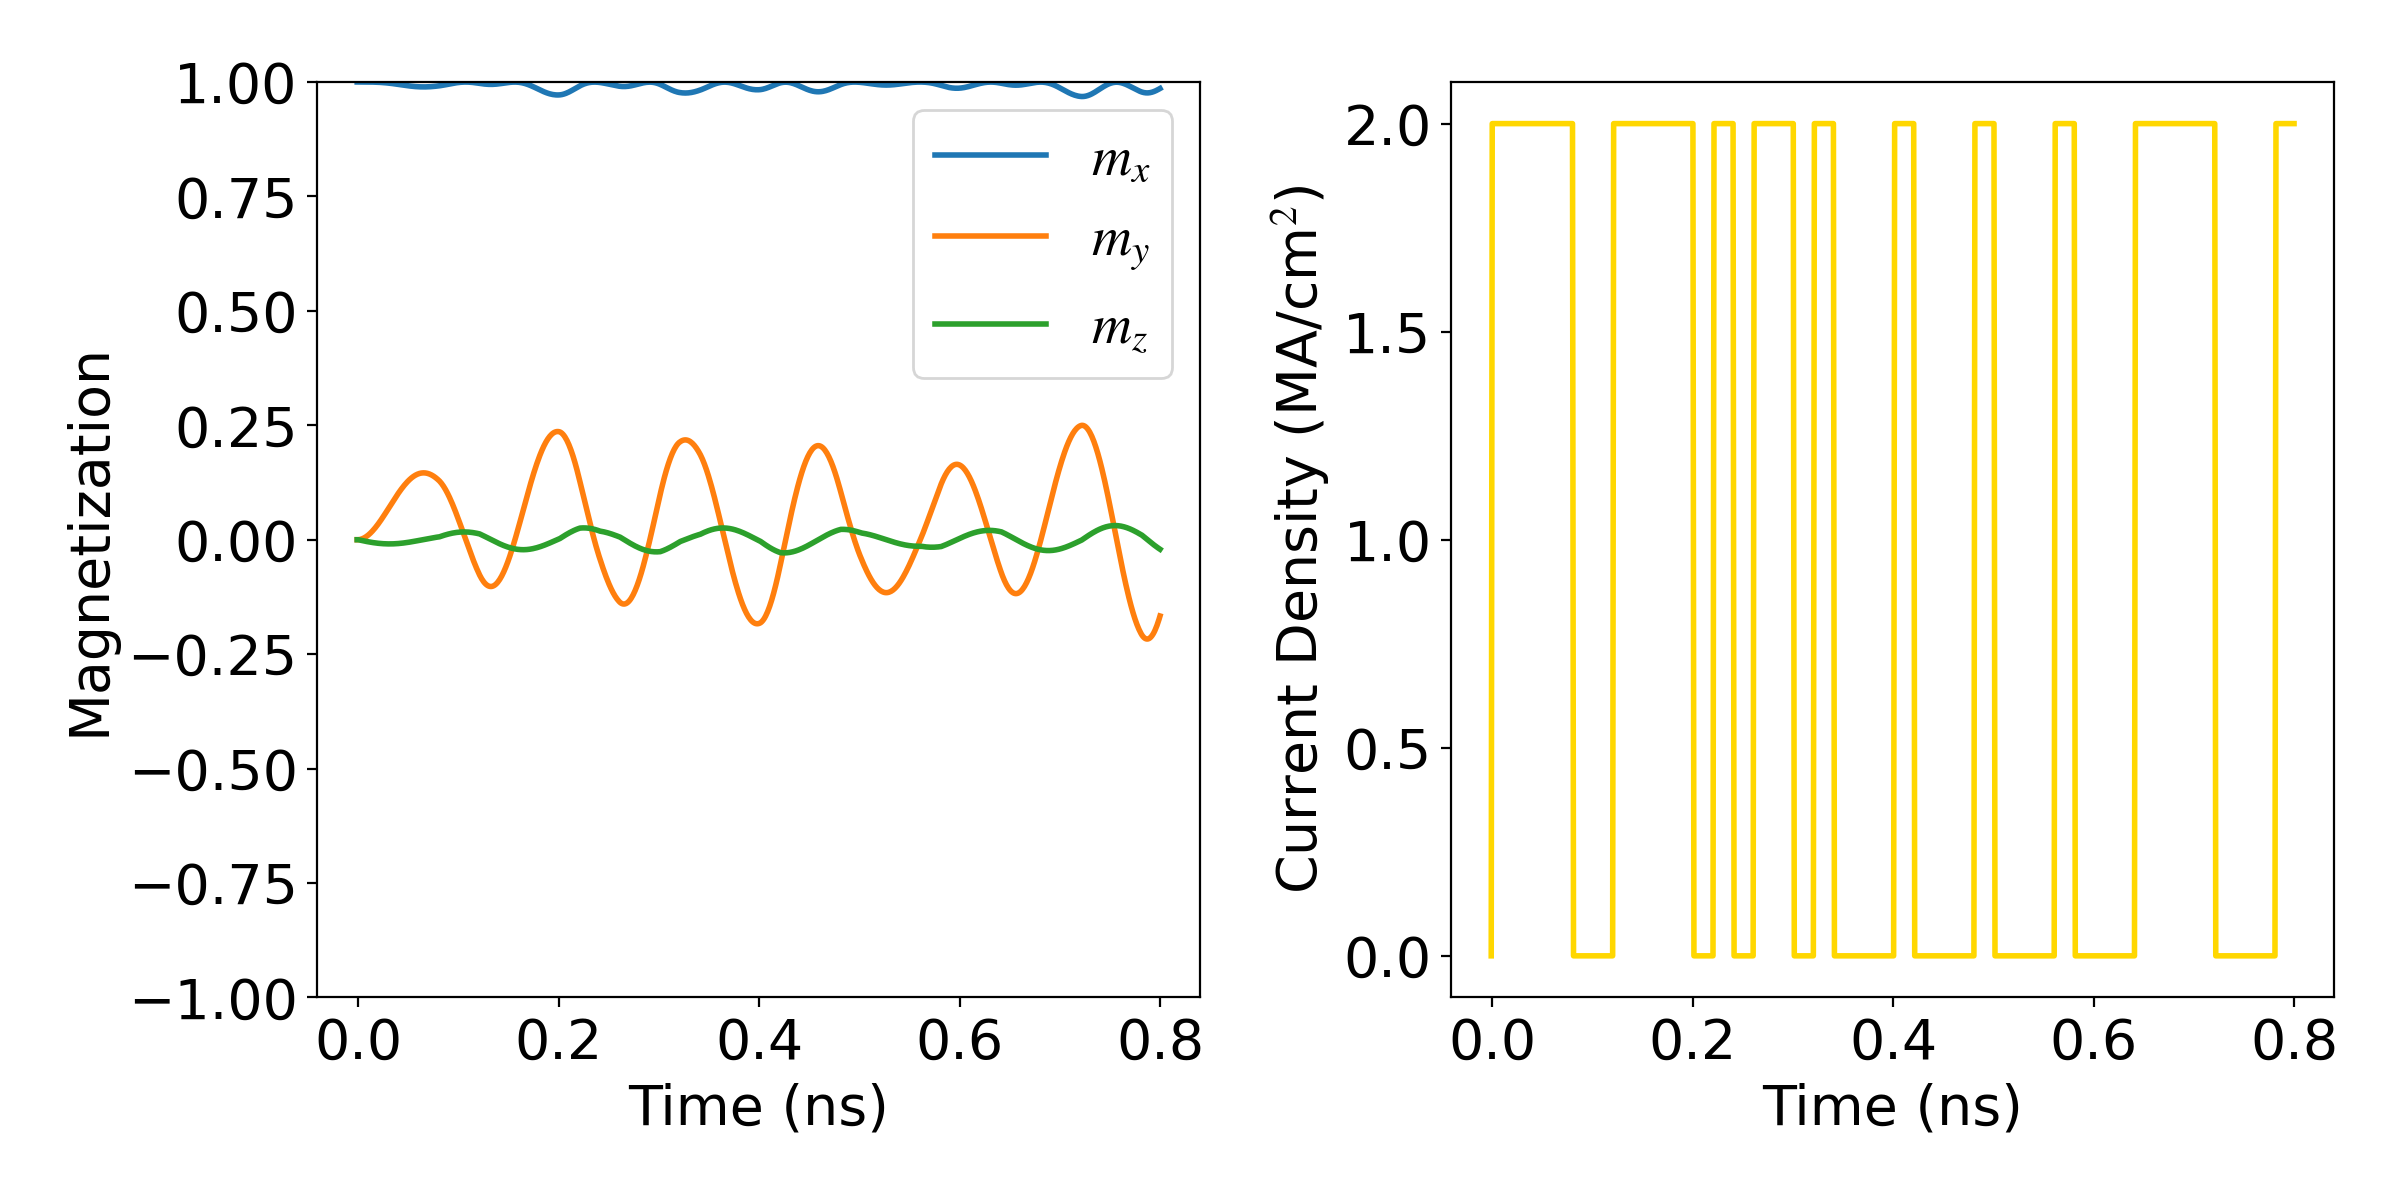 Magnetization
1.00
0.75
0.50
0.25
0.00
−0.25
−0.50
−0.75
−1.00
0.0 0.2 0.4 0.6 0.8
Time (ns)
m_x
m_y
m_z
Current Density (MA/cm²)
2.0
1.5
1.0
0.5
0.0
0.0 0.2 0.4 0.6 0.8
Time (ns)